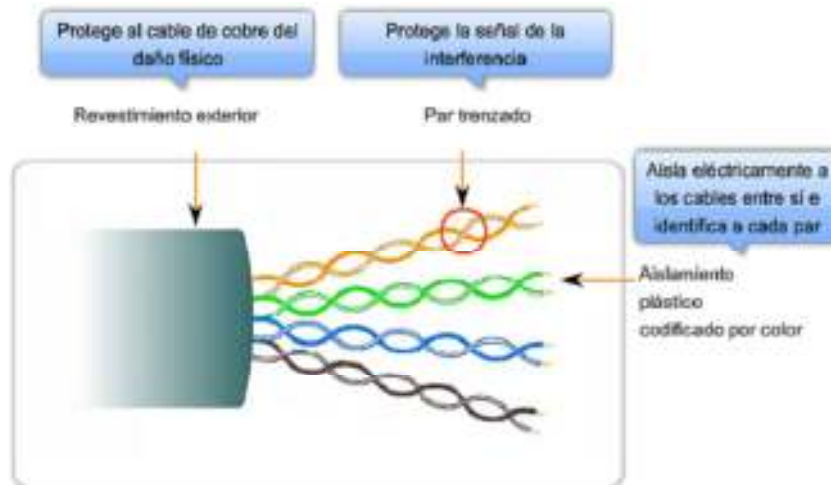 Protege al cable de cobre del
daño físico
Protege la señal de la
interferencia
Revestimiento exterior
Par trenzado
Aisla eléctricamente a
los cables entre sí e
identifica a cada par
Aislamiento
plástico
codificado por color